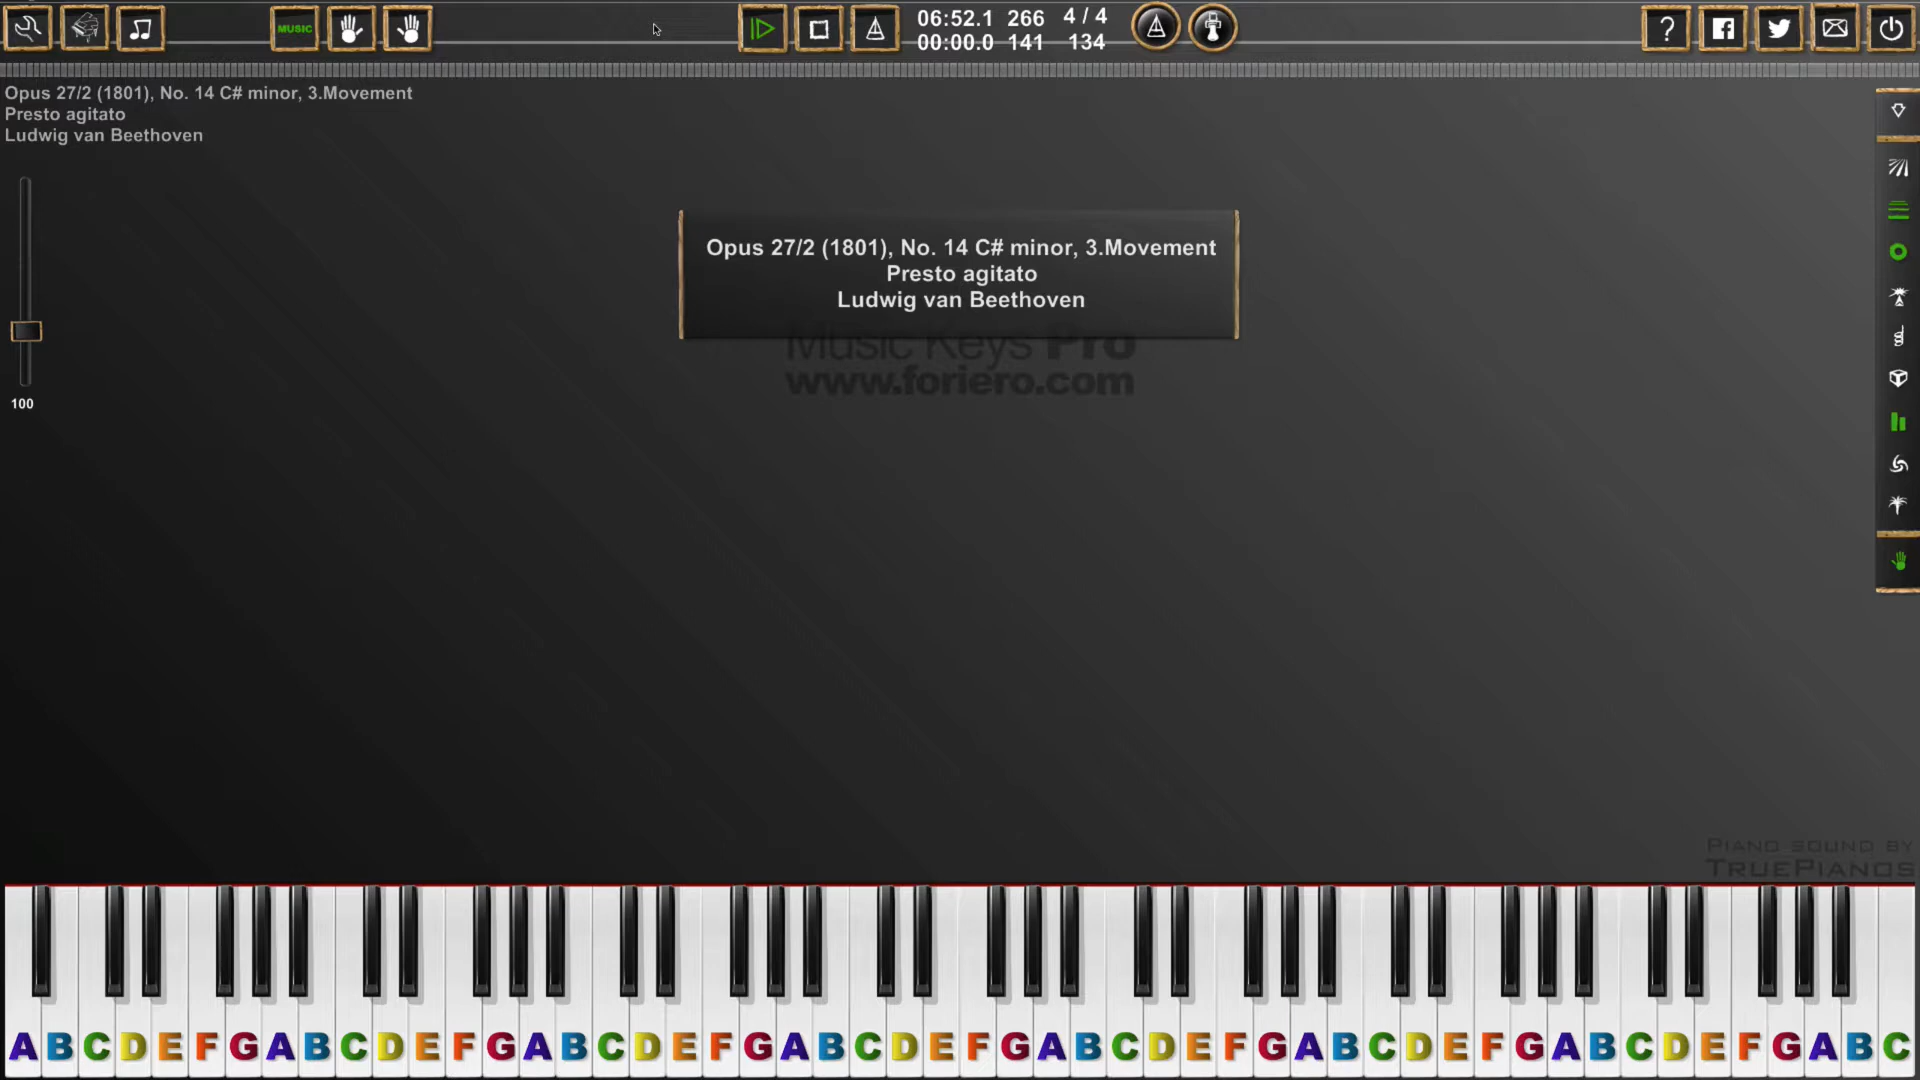 MUSIC
06:52.1 266 4 / 4
00:00.0 141 134
?
Opus 27/2 (1801), No. 14 C# minor, 3.Movement
Presto agitato
Ludwig van Beethoven
Opus 27/2 (1801), No. 14 C# minor, 3.Movement
Presto agitato
Ludwig van Beethoven
Music Keys Pro
www.foriero.com
100
Piano sound by
TruePianos
A B C D E F G A B C D E F G A B C D E F G A B C D E F G A B C D E F G A B C D E F G A B C D E F G A B C